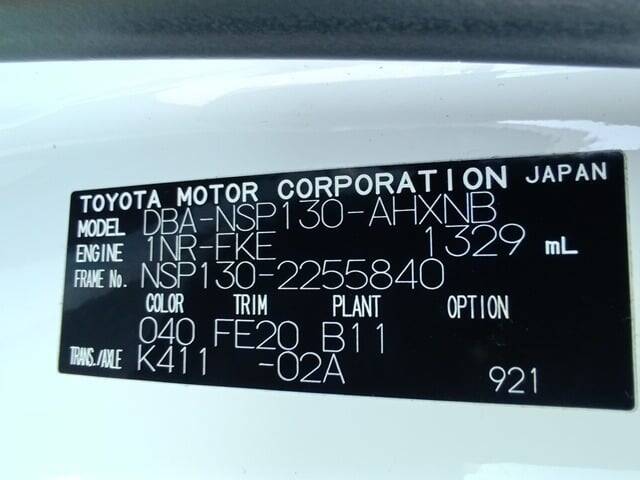 TOYOTA MOTOR CORPORATION JAPAN
MODEL DBA-NSP130-AHXNB
ENGINE 1NR-FKE 1329 mL
FRAME No. NSP130-2255840
COLOR TRIM PLANT OPTION
040 FE20 B11
TRANS./AXLE K411 -02A 921